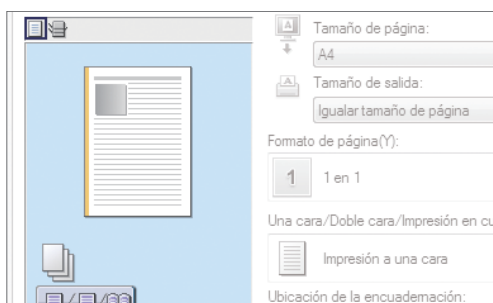 Tamaño de página:
A4
Tamaño de salida:
Igualar tamaño de página
Formato de página(Y):
1 1 en 1
Una cara/Doble cara/Impresión en cu
Impresión a una cara
Ubicación de la encuadernación: